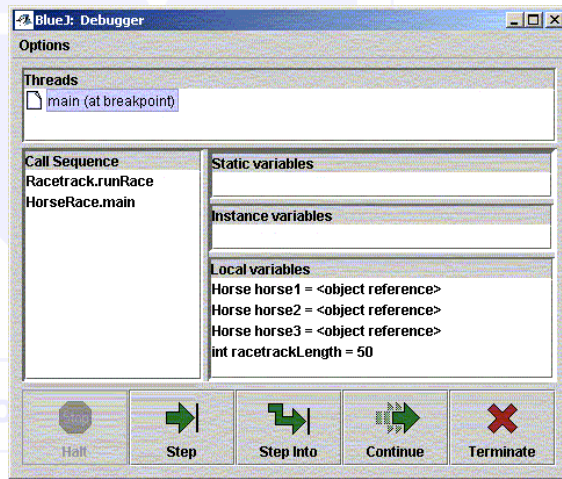 BlueJ: Debugger
Options
Threads
main (at breakpoint)
Call Sequence
Racetrack.runRace
HorseRace.main
Static variables
Instance variables
Local variables
Horse horse1 = <object reference>
Horse horse2 = <object reference>
Horse horse3 = <object reference>
int racetrackLength = 50
Stop
Halt
Step
Step Into
Continue
Terminate